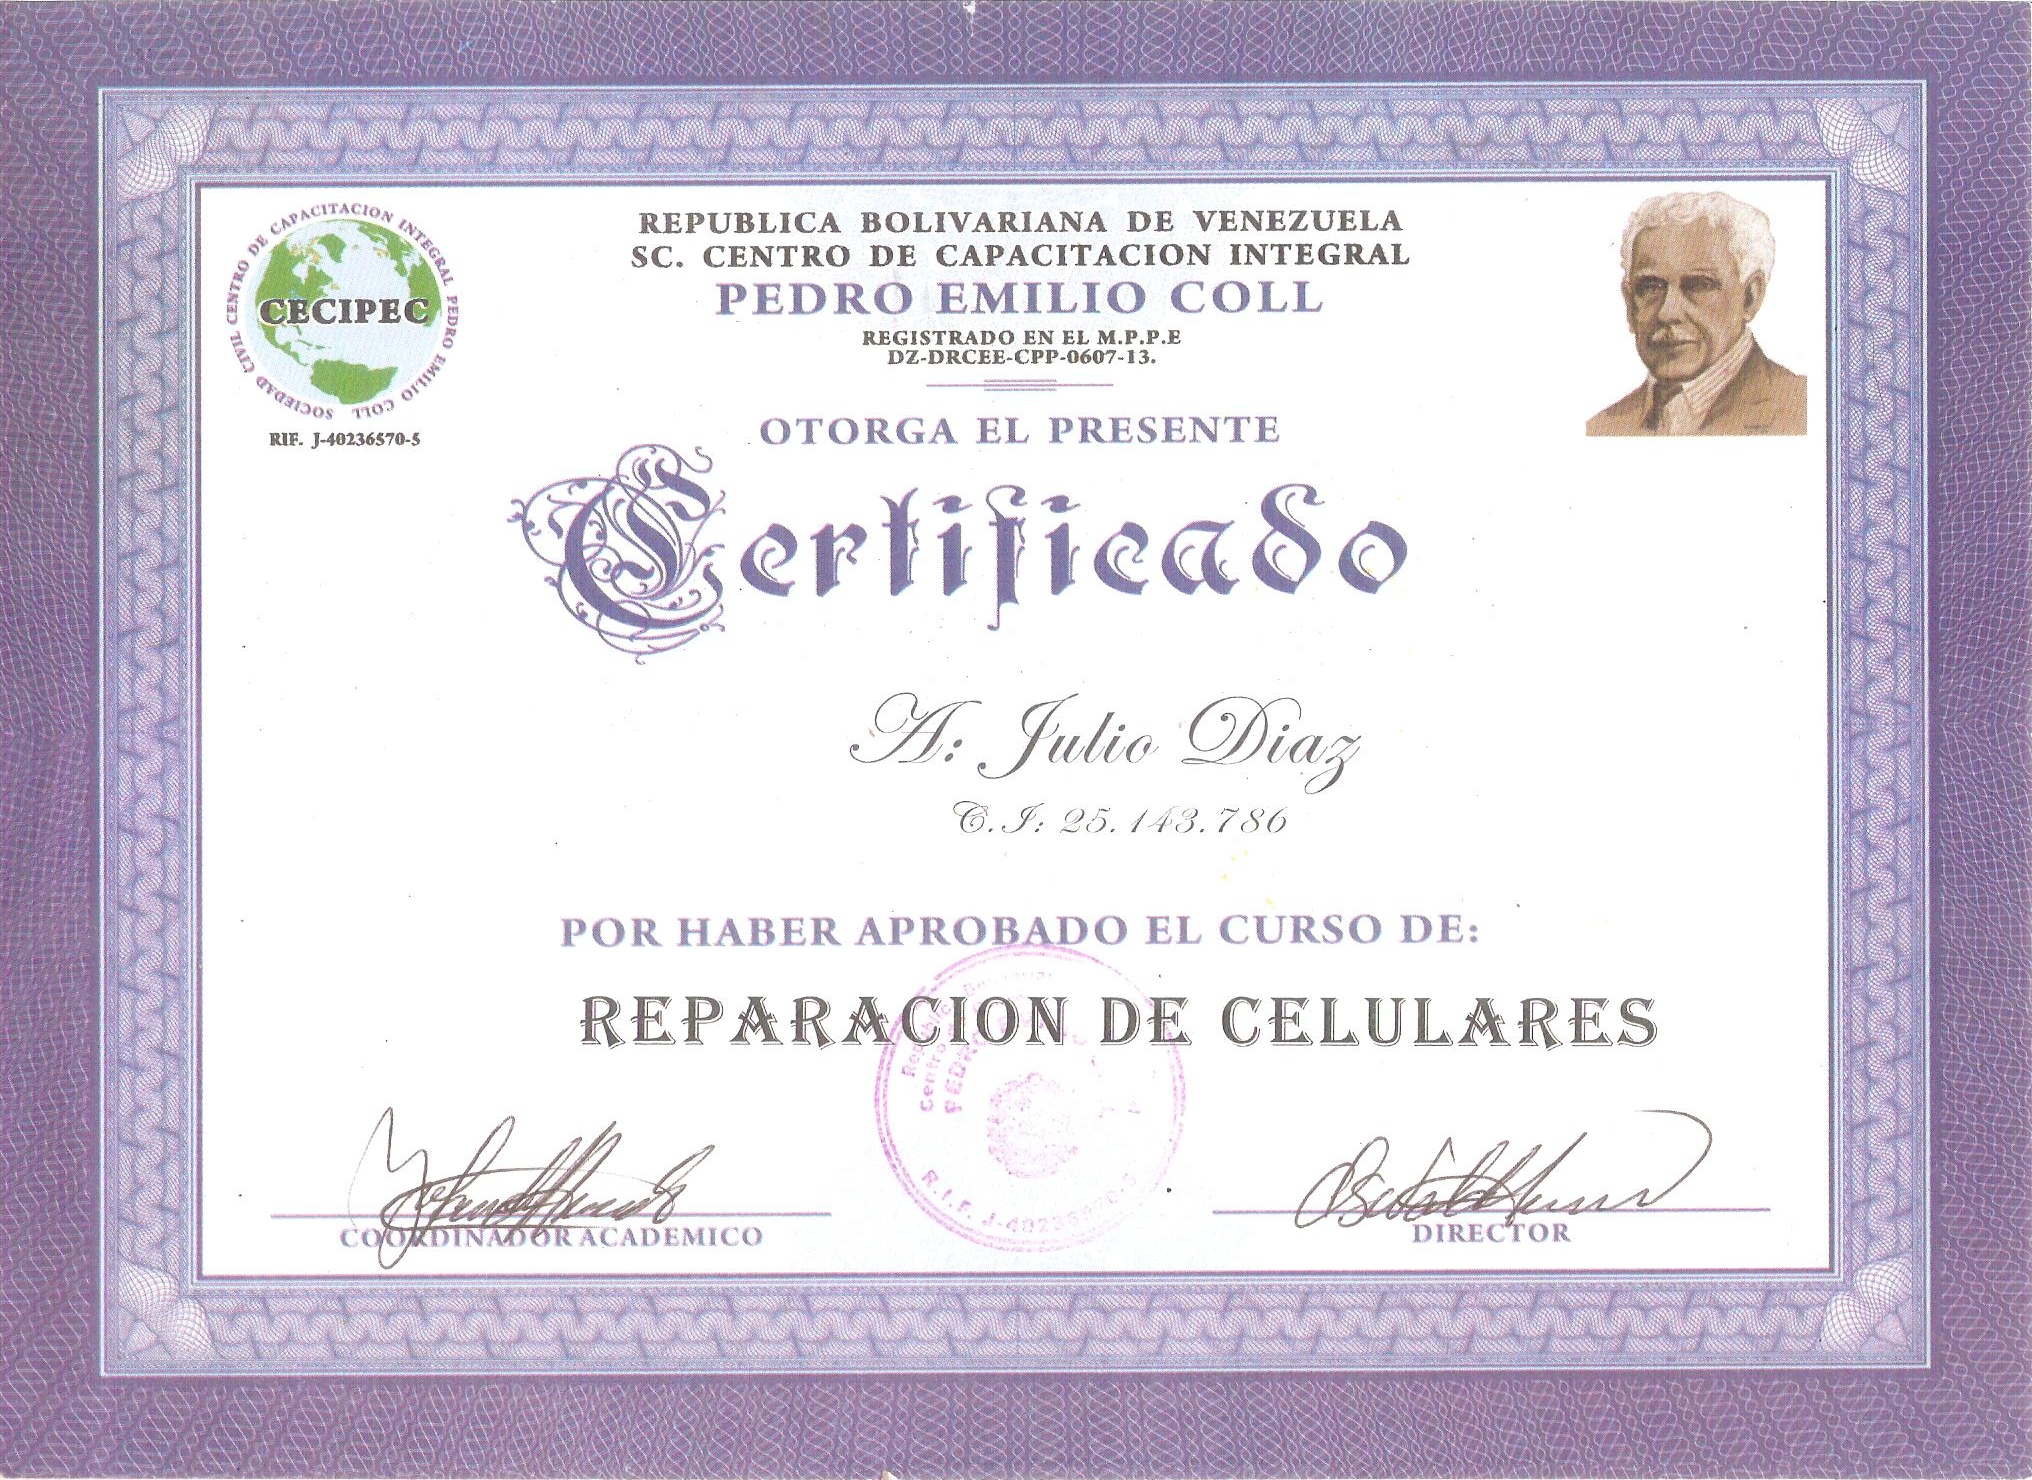 REPUBLICA BOLIVARIANA DE VENEZUELA
SC. CENTRO DE CAPACITACION INTEGRAL
PEDRO EMILIO COLL
REGISTRADO EN EL M.P.P.E
DZ-DRCEE-CPP-0607-13.
SOCIEDAD CIVIL CENTRO DE CAPACITACION INTEGRAL PEDRO EMILIO COLL
CECIPEC
RIF. J-40236570-5
OTORGA EL PRESENTE
Certificado
A: Julio Diaz
C.I: 25.143.786
POR HABER APROBADO EL CURSO DE:
REPARACION DE CELULARES
Centro
PEDRO
R.I.F. J-40236570-5
COORDINADOR ACADEMICO
DIRECTOR